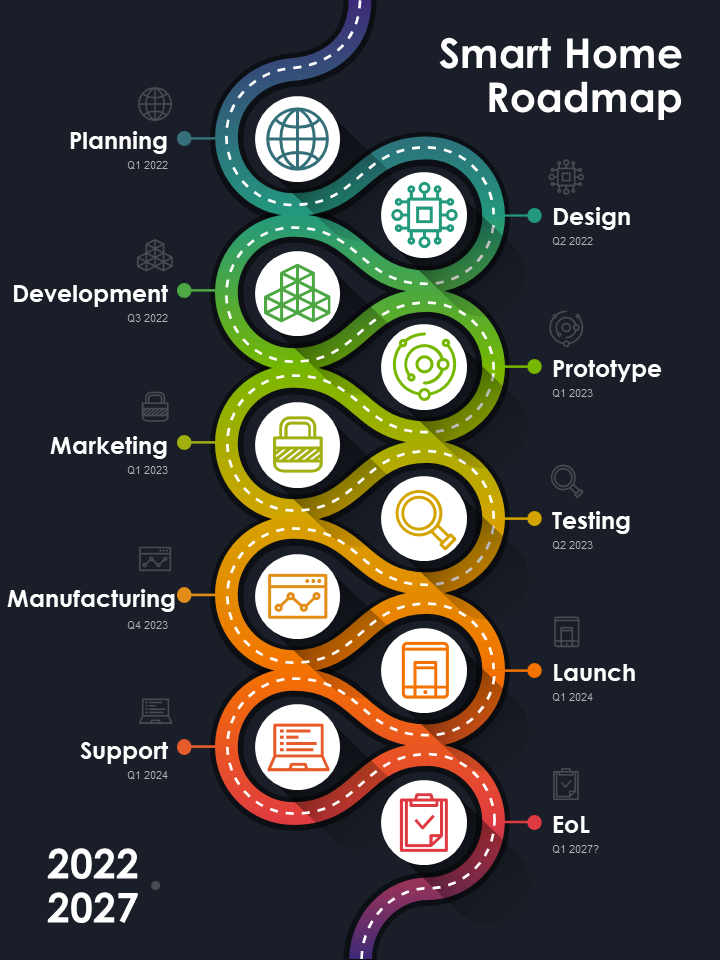 Smart Home
Roadmap
Planning
Q1 2022
Design
Q2 2022
Development
Q3 2022
Prototype
Q1 2023
Marketing
Q1 2023
Testing
Q2 2023
Manufacturing
Q4 2023
Launch
Q1 2024
Support
Q1 2024
EoL
Q1 2027?
2022
2027